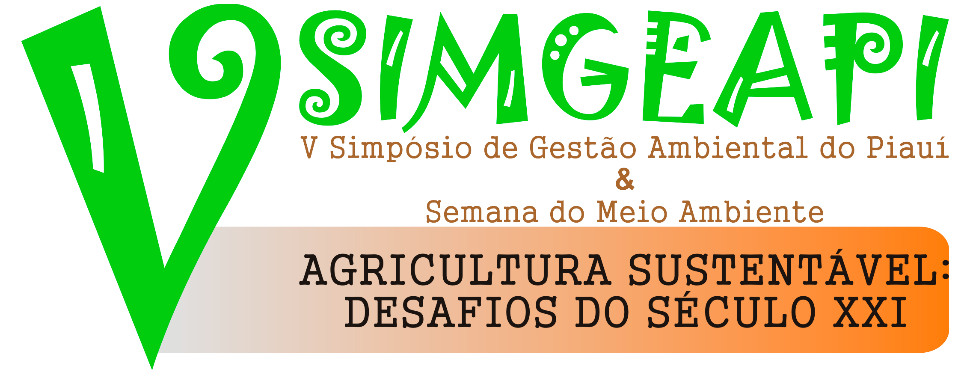 V SIMGEAPI
V Simpósio de Gestão Ambiental do Piauí
&
Semana do Meio Ambiente
AGRICULTURA SUSTENTÁVEL:
DESAFIOS DO SÉCULO XXI